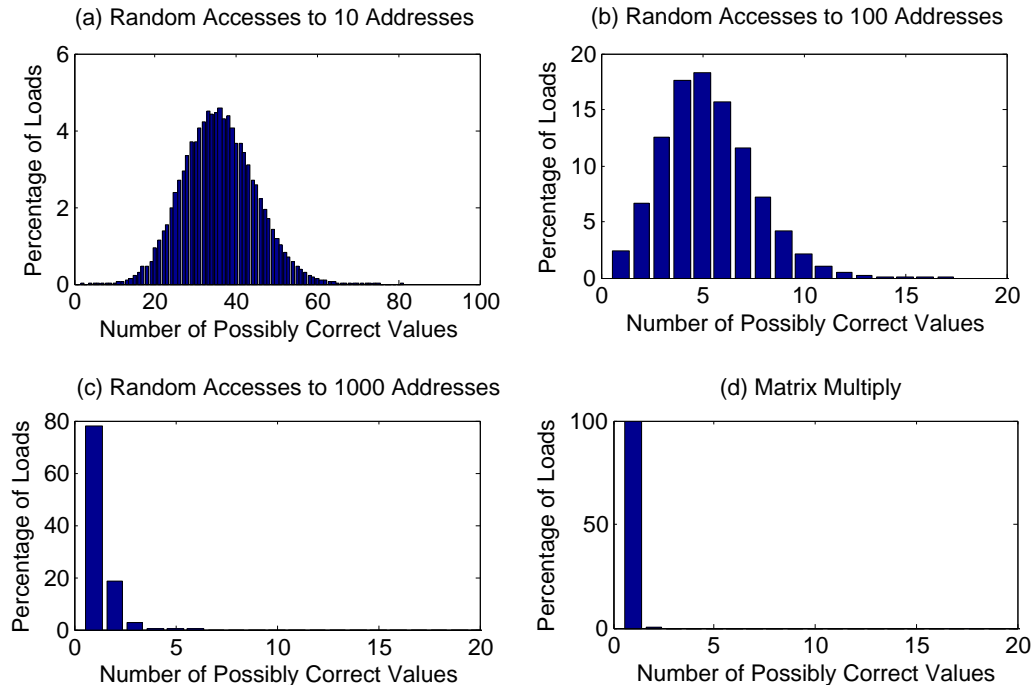 (a) Random Accesses to 10 Addresses
6
4
2
0
20 40 60 80 100
Percentage of Loads
Number of Possibly Correct Values
(b) Random Accesses to 100 Addresses
20
15
10
5
0
0 5 10 15 20
Percentage of Loads
Number of Possibly Correct Values
(c) Random Accesses to 1000 Addresses
80
60
40
20
0
0 5 10 15 20
Percentage of Loads
Number of Possibly Correct Values
(d) Matrix Multiply
100
50
0
0 5 10 15 20
Percentage of Loads
Number of Possibly Correct Values